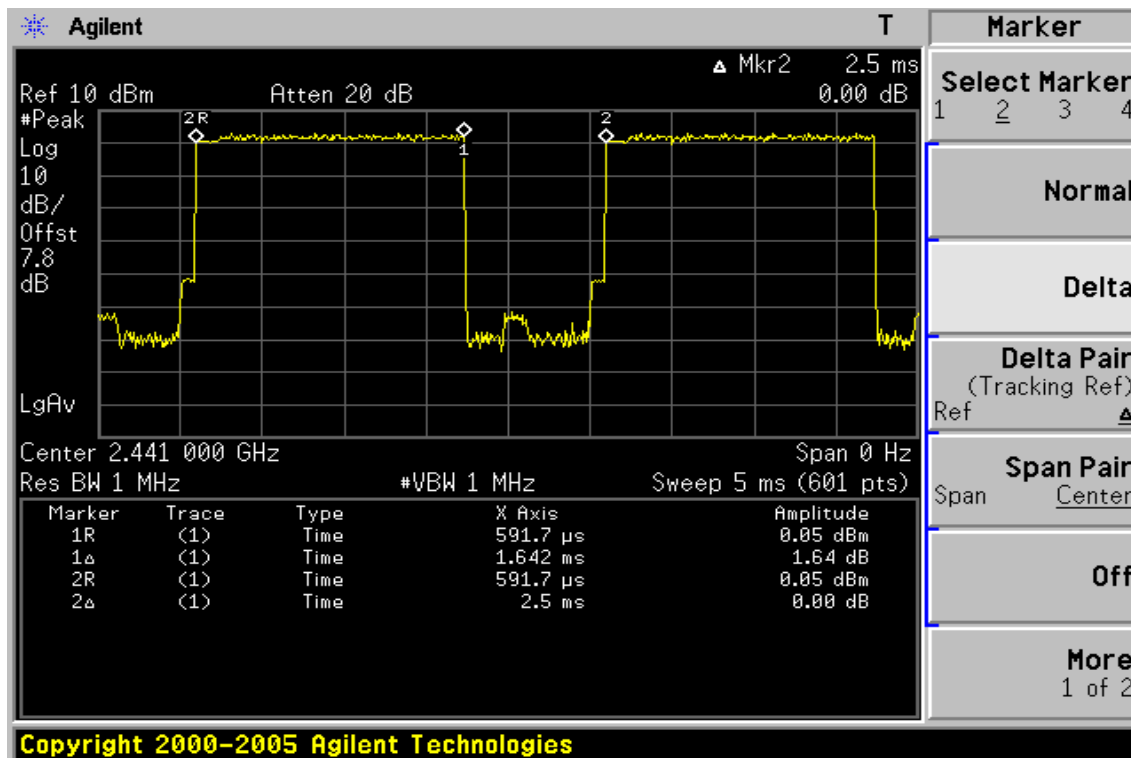 Agilent T
Marker
Δ Mkr2 2.5 ms
Ref 10 dBm Atten 20 dB 0.00 dB
#Peak
Log
10
dB/
Offst
7.8
dB
LgAv
2R
1
2
Center 2.441 000 GHz Span 0 Hz
Res BW 1 MHz #VBW 1 MHz Sweep 5 ms (601 pts)
Marker Trace Type X Axis Amplitude
1R (1) Time 591.7 µs 0.05 dBm
1Δ (1) Time 1.642 ms 1.64 dB
2R (1) Time 591.7 µs 0.05 dBm
2Δ (1) Time 2.5 ms 0.00 dB
Select Marker
1 2 3 4
Normal
Delta
Delta Pair
(Tracking Ref)
Ref Δ
Span Pair
Span Center
Off
More
1 of 2
Copyright 2000-2005 Agilent Technologies